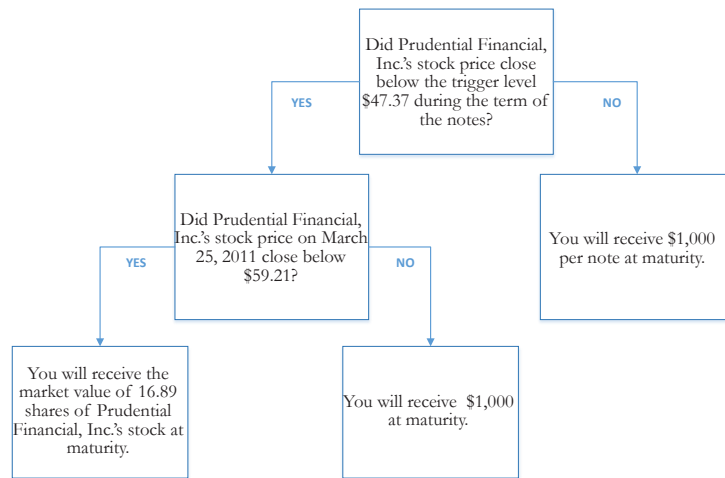 Did Prudential Financial,
Inc.'s stock price close
below the trigger level
$47.37 during the term of
the notes?
YES
NO
Did Prudential Financial,
Inc.'s stock price on March
25, 2011 close below
$59.21?
You will receive $1,000
per note at maturity.
YES
NO
You will receive the
market value of 16.89
shares of Prudential
Financial, Inc.'s stock at
maturity.
You will receive $1,000
at maturity.